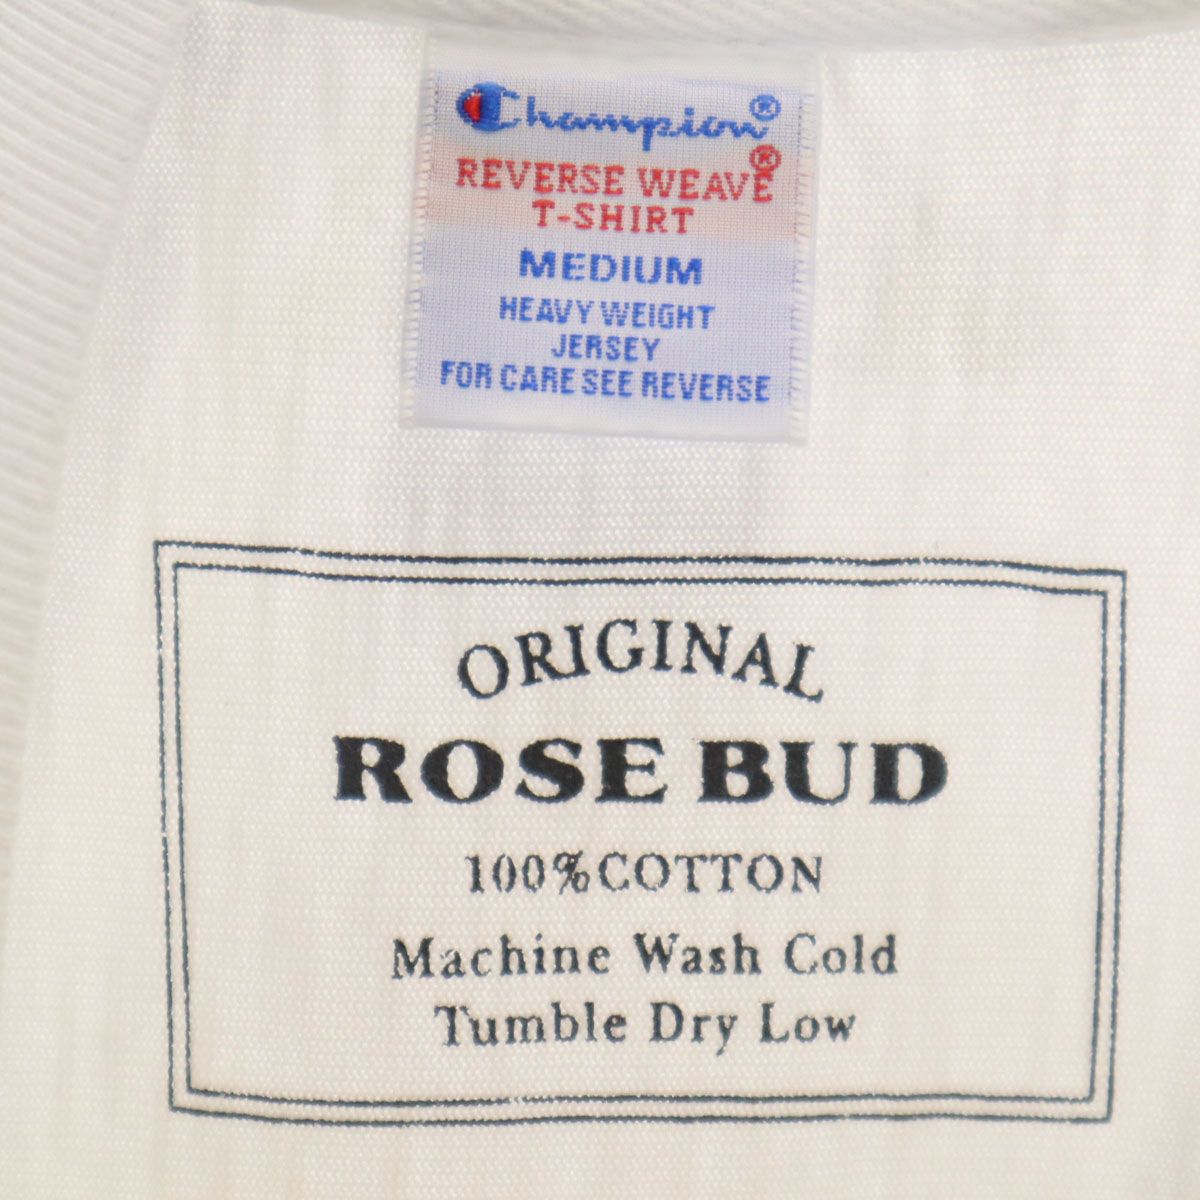 Champion®
REVERSE WEAVE®
T-SHIRT
MEDIUM
HEAVY WEIGHT
JERSEY
FOR CARE SEE REVERSE
ORIGINAL
ROSE BUD
100%COTTON
Machine Wash Cold
Tumble Dry Low